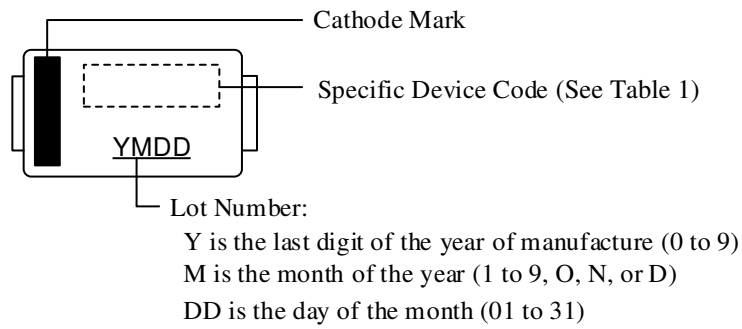 Cathode Mark
Specific Device Code (See Table 1)
YMDD
Lot Number:
Y is the last digit of the year of manufacture (0 to 9)
M is the month of the year (1 to 9, O, N, or D)
DD is the day of the month (01 to 31)